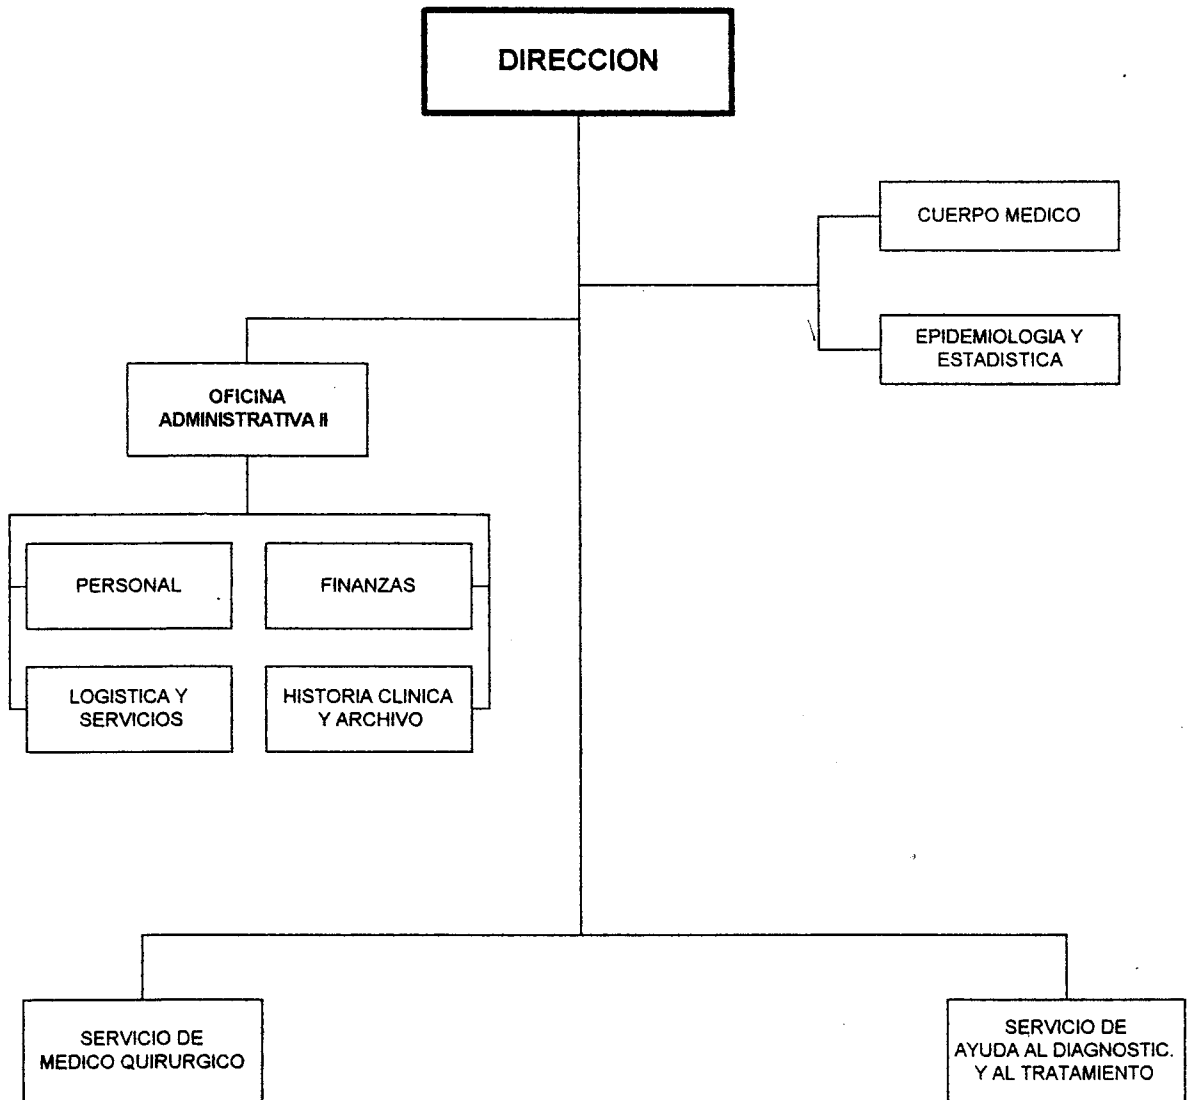 DIRECCION
CUERPO MEDICO
EPIDEMIOLOGIA Y
ESTADISTICA
OFICINA
ADMINISTRATIVA II
PERSONAL
FINANZAS
LOGISTICA Y
SERVICIOS
HISTORIA CLINICA
Y ARCHIVO
SERVICIO DE
MEDICO QUIRURGICO
SERVICIO DE
AYUDA AL DIAGNOSTIC.
Y AL TRATAMIENTO